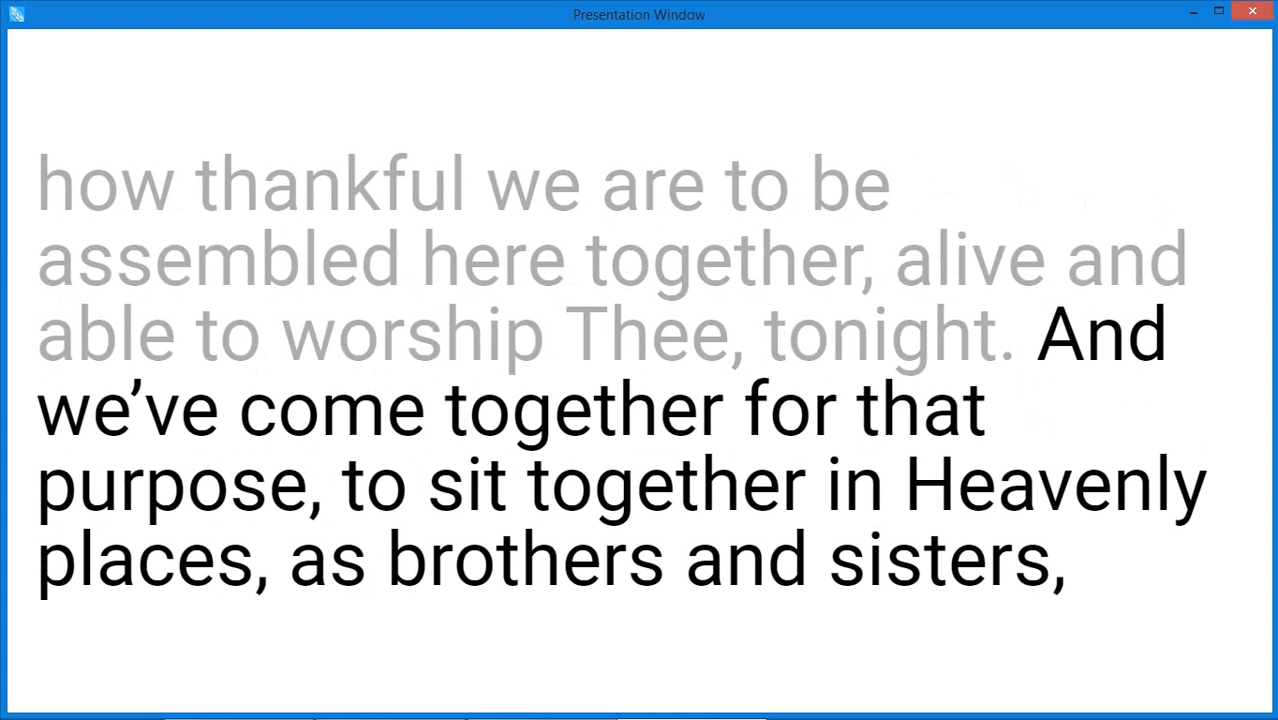 Presentation Window
how thankful we are to be
assembled here together, alive and
able to worship Thee, tonight. And
we’ve come together for that
purpose, to sit together in Heavenly
places, as brothers and sisters,